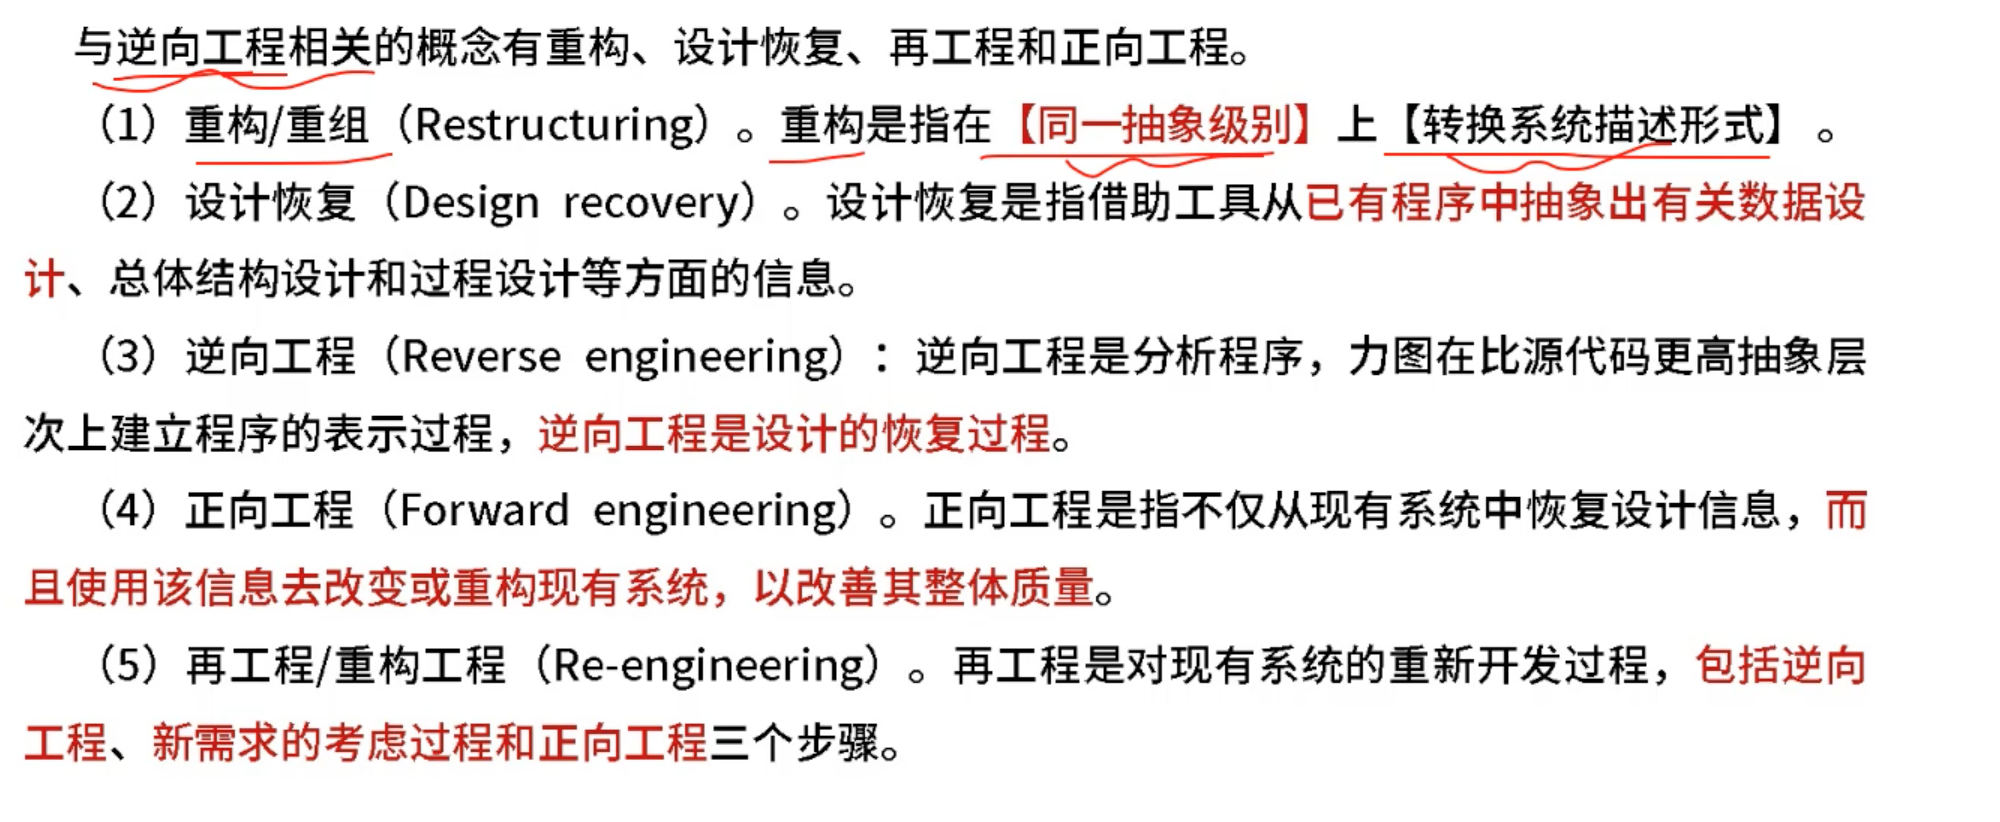 与逆向工程相关的概念有重构、设计恢复、再工程和正向工程。
（1）重构/重组（Restructuring）。重构是指在【同一抽象级别】上【转换系统描述形式】 。
（2）设计恢复（Design recovery）。设计恢复是指借助工具从已有程序中抽象出有关数据设
计、总体结构设计和过程设计等方面的信息。
（3）逆向工程（Reverse engineering）：逆向工程是分析程序，力图在比源代码更高抽象层
次上建立程序的表示过程，逆向工程是设计的恢复过程。
（4）正向工程（Forward engineering）。正向工程是指不仅从现有系统中恢复设计信息，而
且使用该信息去改变或重构现有系统，以改善其整体质量。
（5）再工程/重构工程（Re-engineering）。再工程是对现有系统的重新开发过程，包括逆向
工程、新需求的考虑过程和正向工程三个步骤。